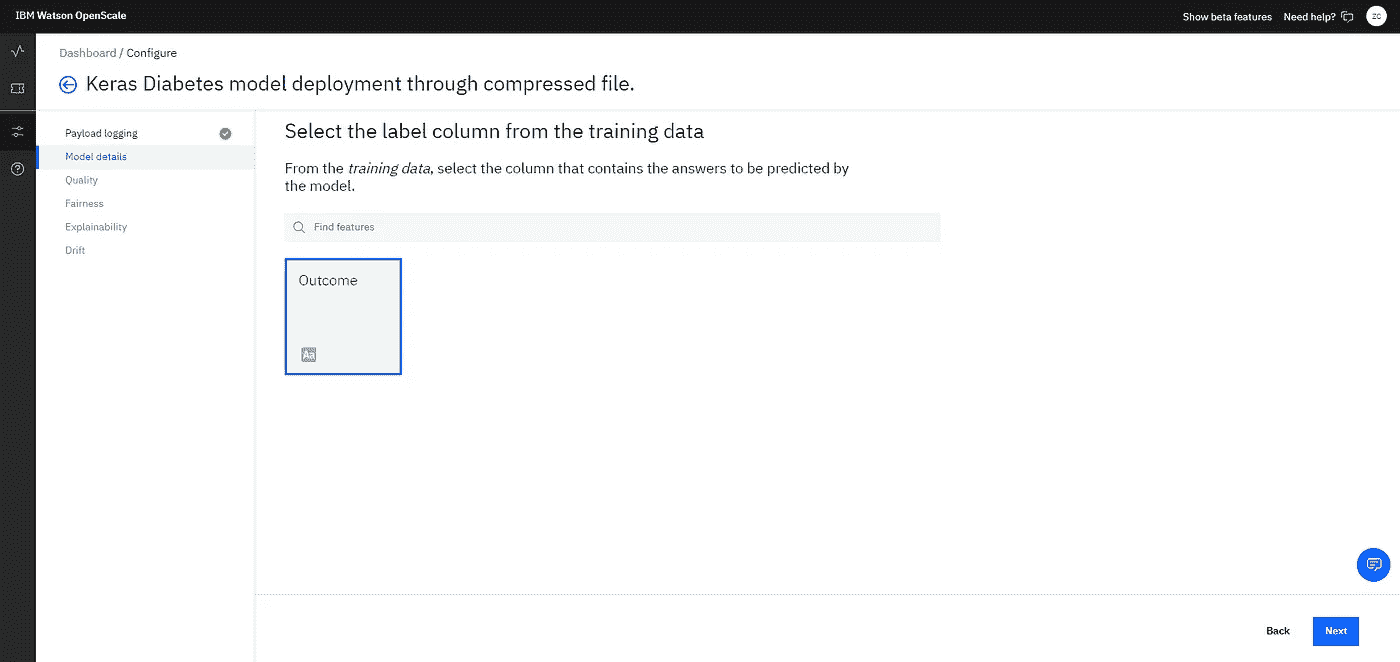 IBM Watson OpenScale
Show beta features
Need help?
ZC
Dashboard / Configure
Keras Diabetes model deployment through compressed file.
Payload logging
Model details
Quality
Fairness
Explainability
Drift
Select the label column from the training data
From the training data, select the column that contains the answers to be predicted by
the model.
Find features
Outcome
Aa
Back
Next